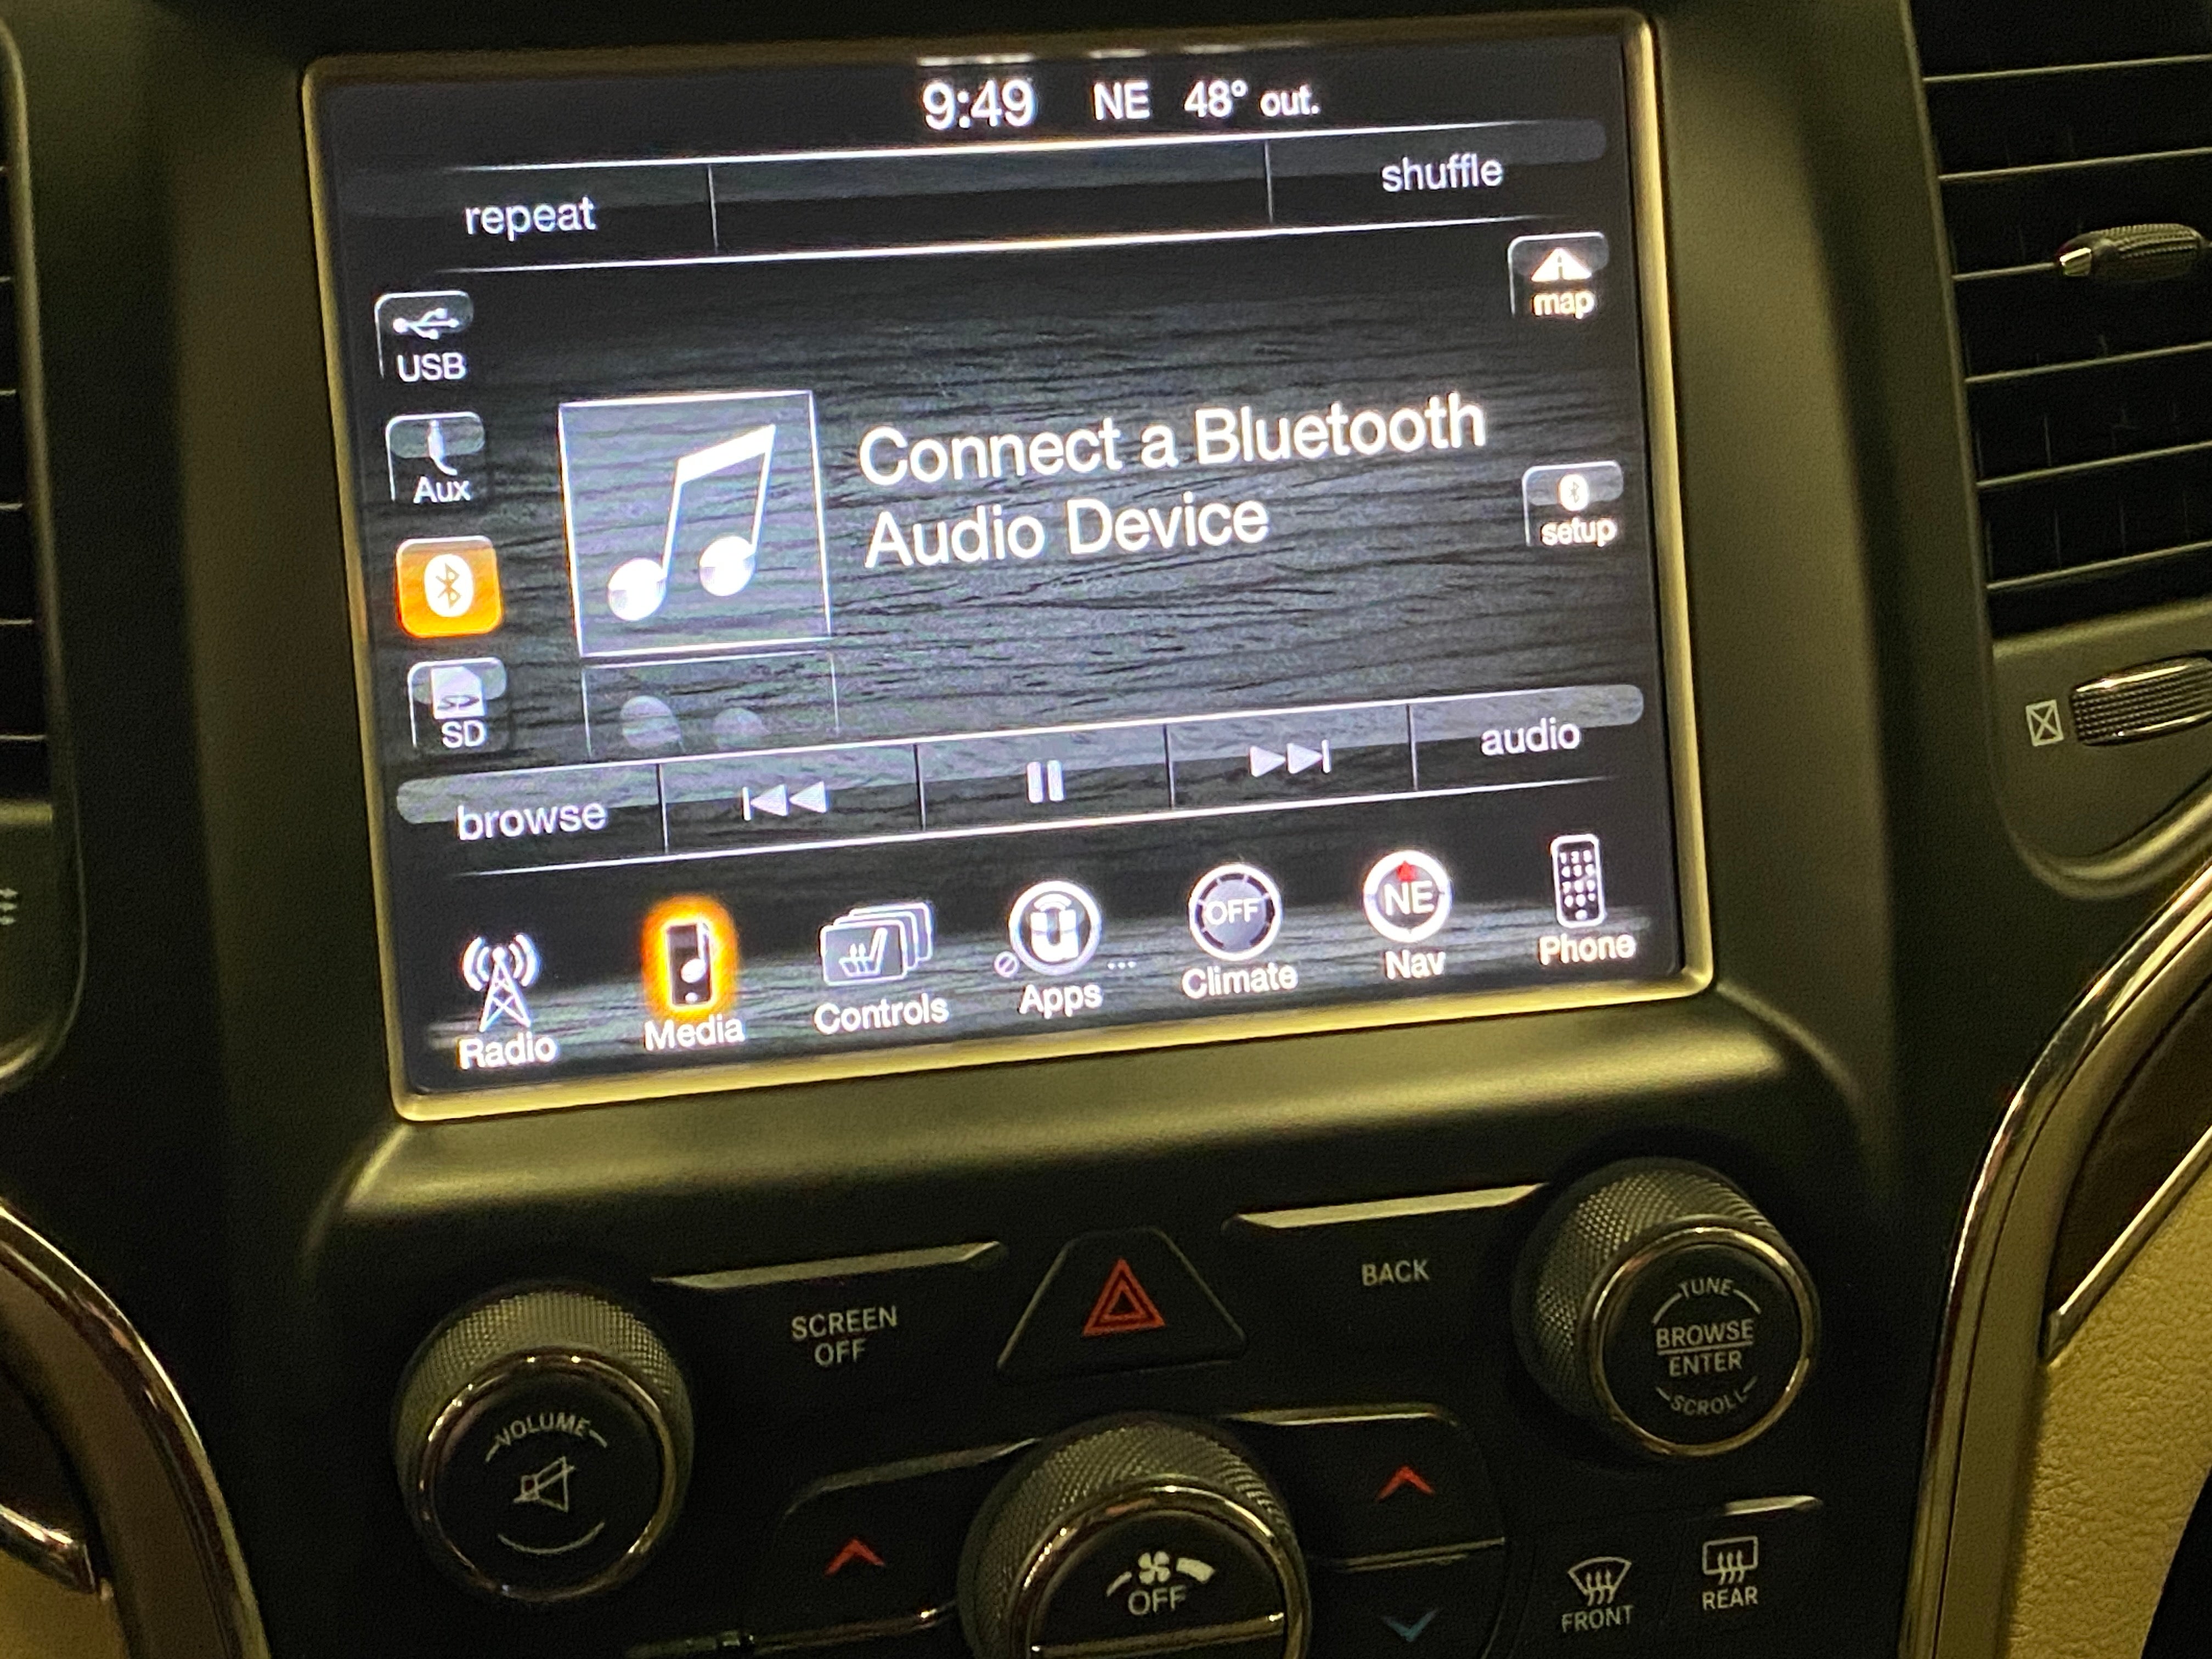 9:49 NE 48° out.
repeat
shuffle
map
USB
Aux
Connect a Bluetooth
Audio Device
setup
SD
browse
audio
Radio
Media
Controls
Apps
...
OFF
Climate
NE
Nav
Phone
SCREEN
OFF
BACK
TUNE
BROWSE
ENTER
SCROLL
VOLUME
OFF
FRONT
REAR